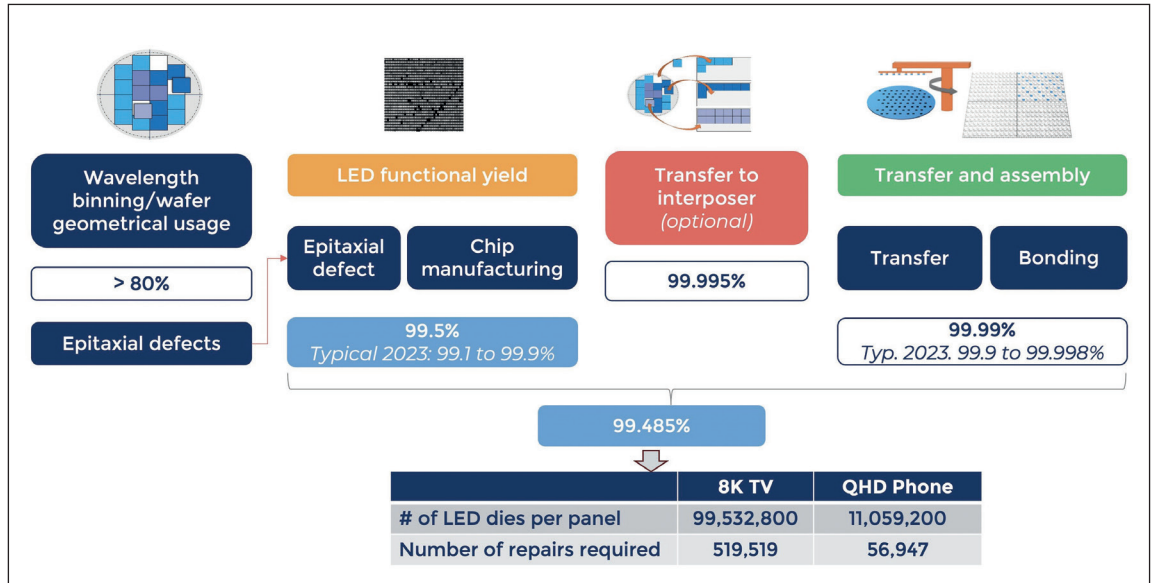 Wavelength
binning/wafer
geometrical usage
> 80%
Epitaxial defects
LED functional yield
Epitaxial
defect
Chip
manufacturing
99.5%
Typical 2023: 99.1 to 99.9%
Transfer to
interposer
(optional)
99.995%
Transfer and assembly
Transfer
Bonding
99.99%
Typ. 2023. 99.9 to 99.998%
99.485%
8K TV QHD Phone
# of LED dies per panel 99,532,800 11,059,200
Number of repairs required 519,519 56,947